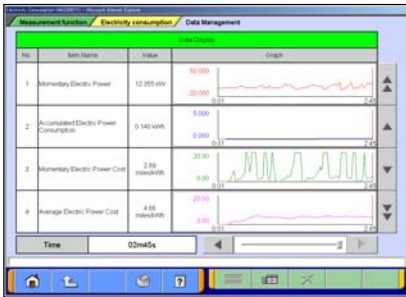 Measurement function
Electricity consumption
Data Management
Data Display
No.
Item Name
Value
Graph
1
Momentary Electric Power
12.355 kW
50.000
-20.000
0:01
2:45
2
Accumulated Electric Power
Consumption
0.140 kWh
5.000
0.000
0:01
2:45
3
Momentary Electric Power Cost
2.89
miles/kWh
20.00
0.00
0:01
2:45
4
Average Electric Power Cost
4.66
miles/kWh
20.00
0.00
0:01
2:45
Time
02m45s
?